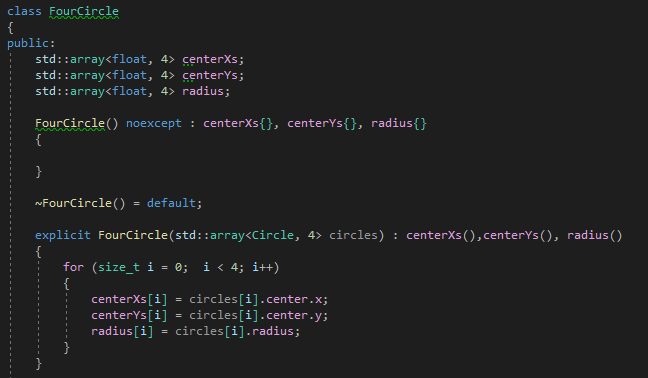 class FourCircle
{
public:
    std::array<float, 4> centerXs;
    std::array<float, 4> centerYs;
    std::array<float, 4> radius;

    FourCircle() noexcept : centerXs{}, centerYs{}, radius{}
    {

    }

    ~FourCircle() = default;

    explicit FourCircle(std::array<Circle, 4> circles) : centerXs(),centerYs(), radius()
    {
        for (size_t i = 0;  i < 4; i++)
        {
            centerXs[i] = circles[i].center.x;
            centerYs[i] = circles[i].center.y;
            radius[i] = circles[i].radius;
        }
    }